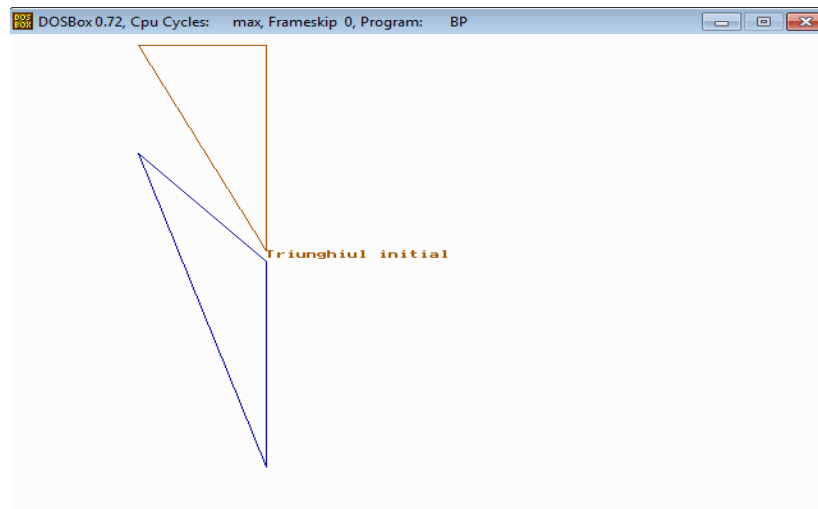 DOSBox 0.72, Cpu Cycles: max, Frameskip 0, Program: BP
Triunghiul initial